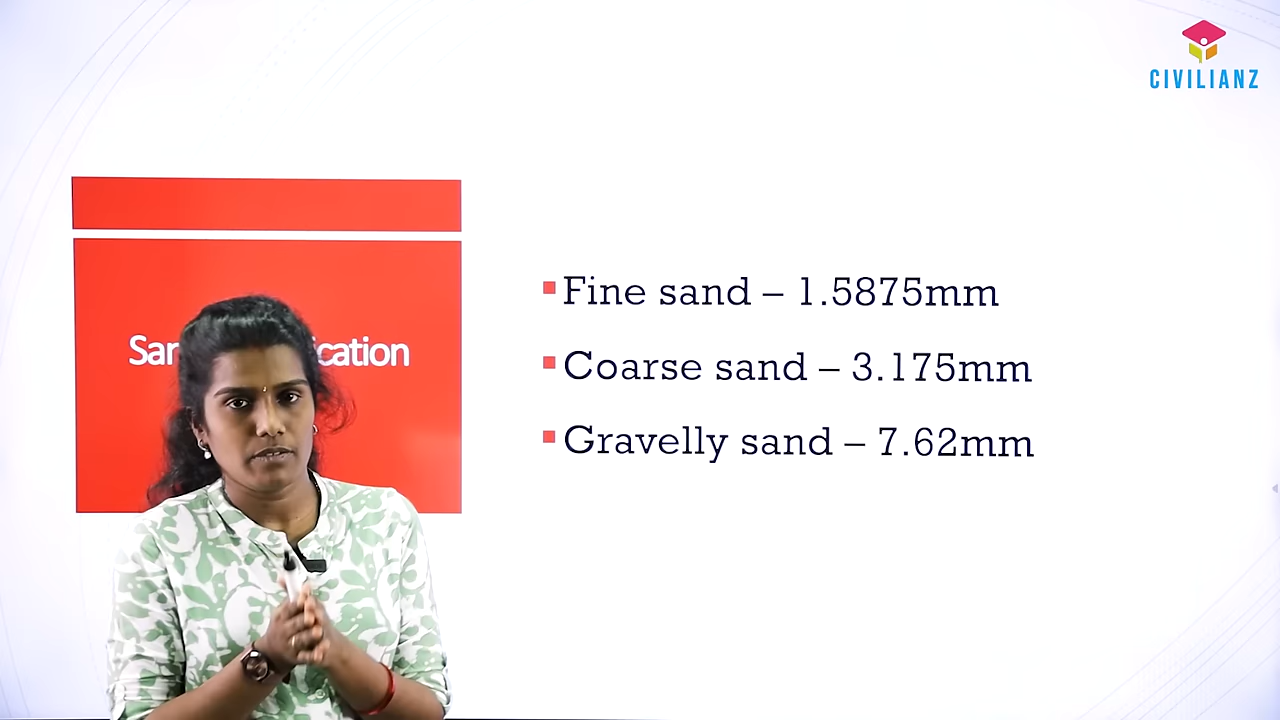 CIVILIANZ
Fine sand – 1.5875mm
Coarse sand – 3.175mm
Gravelly sand – 7.62mm